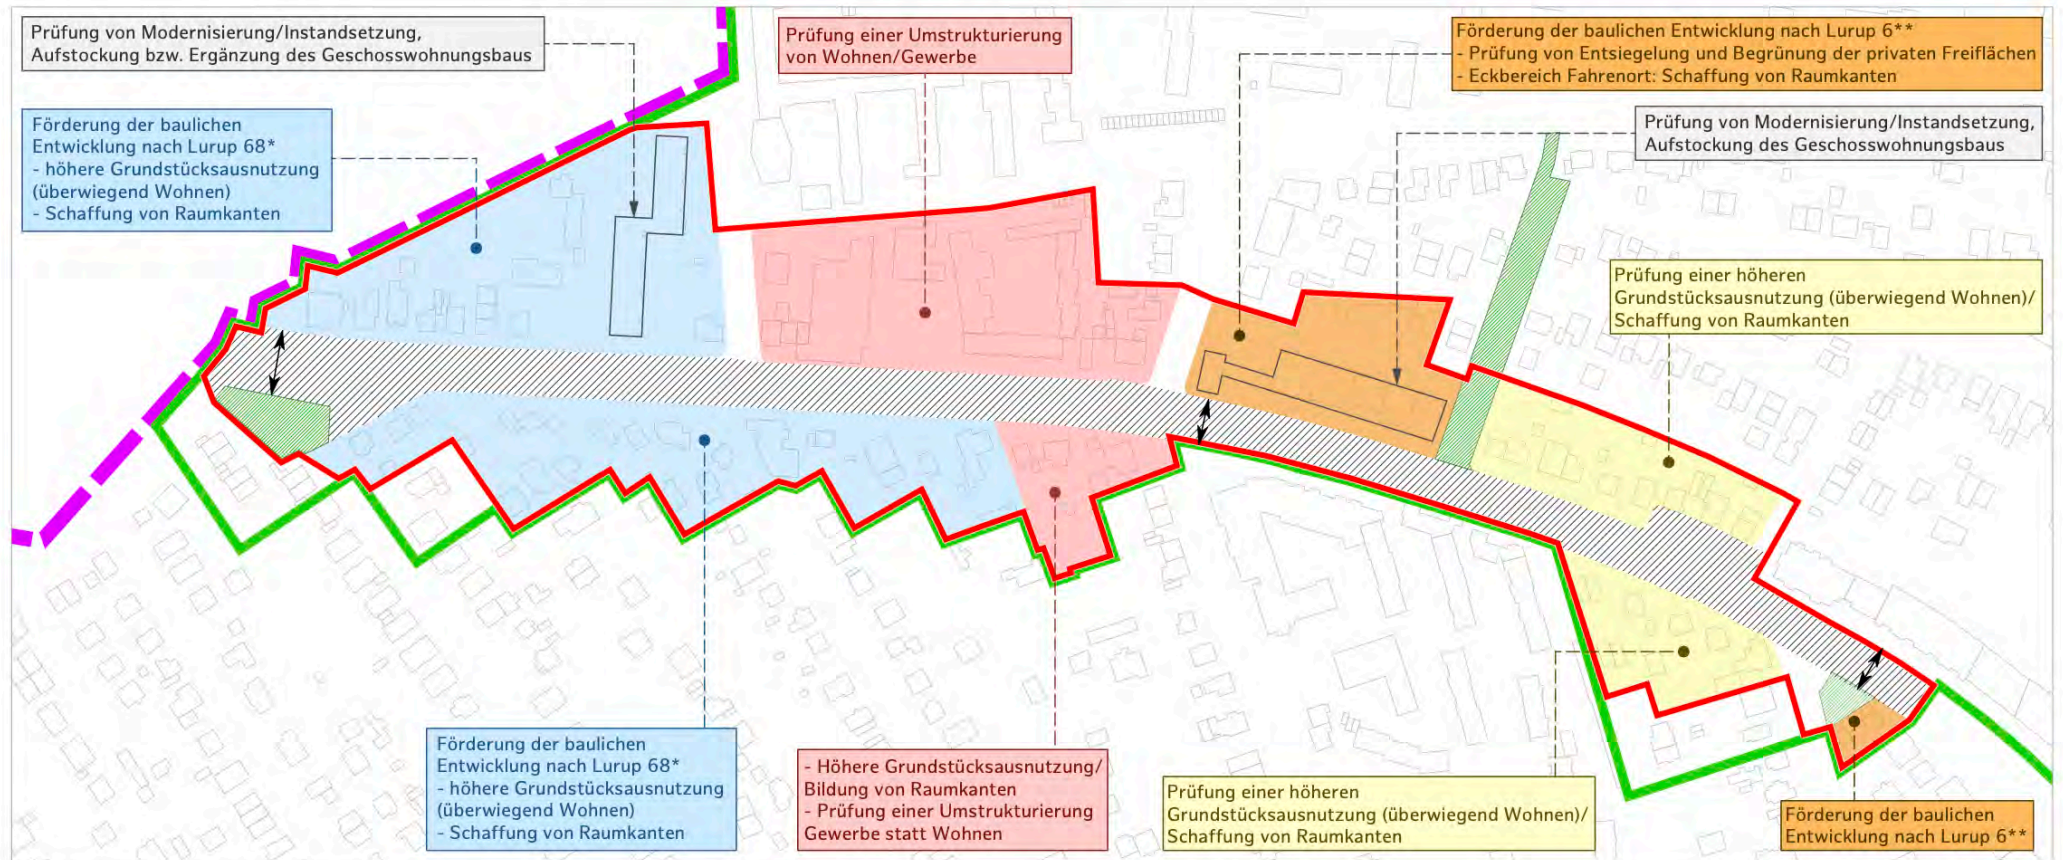 Prüfung von Modernisierung/Instandsetzung,
Aufstockung bzw. Ergänzung des Geschosswohnungsbaus
Prüfung einer Umstrukturierung
von Wohnen/Gewerbe
Förderung der baulichen Entwicklung nach Lurup 6**
- Prüfung von Entsiegelung und Begrünung der privaten Freiflächen
- Eckbereich Fahrenort: Schaffung von Raumkanten
Förderung der baulichen
Entwicklung nach Lurup 68*
- höhere Grundstücksausnutzung
(überwiegend Wohnen)
- Schaffung von Raumkanten
Prüfung von Modernisierung/Instandsetzung,
Aufstockung des Geschosswohnungsbaus
Prüfung einer höheren
Grundstücksausnutzung (überwiegend Wohnen)/
Schaffung von Raumkanten
Förderung der baulichen
Entwicklung nach Lurup 68*
- höhere Grundstücksausnutzung
(überwiegend Wohnen)
- Schaffung von Raumkanten
- Höhere Grundstücksausnutzung/
Bildung von Raumkanten
- Prüfung einer Umstrukturierung
Gewerbe statt Wohnen
Prüfung einer höheren
Grundstücksausnutzung (überwiegend Wohnen)/
Schaffung von Raumkanten
Förderung der baulichen
Entwicklung nach Lurup 6**